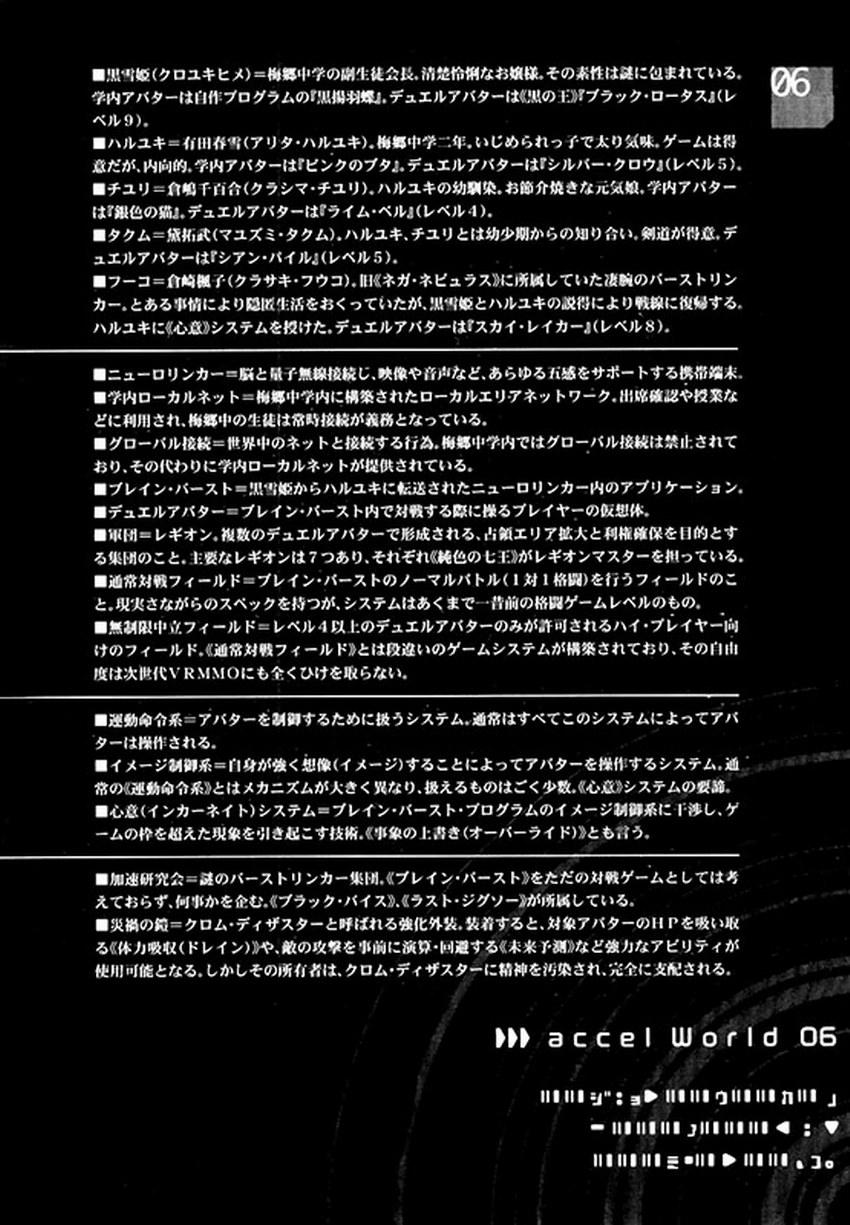 06
■黒雪姫(クロユキヒメ)=梅郷中学の副生徒会長。清楚怜悧なお嬢様。その素性は謎に包まれている。
学内アバターは自作プログラムの『黒揚羽蝶』。デュエルアバターは《黒の王》『ブラック・ロータス』(レ
ベル9)。
■ハルユキ=有田春雪(アリタ・ハルユキ)。梅郷中学二年。いじめられっ子で太り気味。ゲームは得
意だが、内向的。学内アバターは『ピンクのブタ』。デュエルアバターは『シルバー・クロウ』(レベル5)。
■チユリ=倉嶋千百合(クラシマ・チユリ)。ハルユキの幼馴染。お節介焼きな元気娘。学内アバター
は『銀色の猫』。デュエルアバターは『ライム・ベル』(レベル4)。
■タクム=黛拓武(マユズミ・タクム)。ハルユキ、チユリとは幼少期からの知り合い。剣道が得意。デ
ュエルアバターは『シアン・パイル』(レベル5)。
■フーコ=倉崎楓子(クラサキ・フウコ)。旧《ネガ・ネビュラス》に所属していた凄腕のバーストリン
カー。とある事情により隠匿生活をおくっていたが、黒雪姫とハルユキの説得により戦線に復帰する。
ハルユキに《心意》システムを授けた。デュエルアバターは『スカイ・レイカー』(レベル8)。
■ニューロリンカー=脳と量子無線接続し、映像や音声など、あらゆる五感をサポートする携帯端末。
■学内ローカルネット=梅郷中学内に構築されたローカルエリアネットワーク。出席確認や授業な
どに利用され、梅郷中の生徒は常時接続が義務となっている。
■グローバル接続=世界中のネットと接続する行為。梅郷中学内ではグローバル接続は禁止されて
おり、その代わりに学内ローカルネットが提供されている。
■ブレイン・バースト=黒雪姫からハルユキに転送されたニューロリンカー内のアプリケーション。
■デュエルアバター=ブレイン・バースト内で対戦する際に操るプレイヤーの仮想体。
■軍団=レギオン。複数のデュエルアバターで形成される、占領エリア拡大と利権確保を目的とす
る集団のこと。主要なレギオンは7つあり、それぞれ《純色の七王》がレギオンマスターを担っている。
■通常対戦フィールド=ブレイン・バーストのノーマルバトル(1対1格闘)を行うフィールドのこ
と。現実さながらのスペックを持つが、システムはあくまで一昔前の格闘ゲームレベルのもの。
■無制限中立フィールド=レベル4以上のデュエルアバターのみが許可されるハイ・プレイヤー向
けのフィールド。《通常対戦フィールド》とは段違いのゲームシステムが構築されており、その自由
度は次世代VRMMOにも全くひけを取らない。
■運動命令系=アバターを制御するために扱うシステム。通常はすべてこのシステムによってアバ
ターは操作される。
■イメージ制御系=自身が強く想像(イメージ)することによってアバターを操作するシステム。通
常の《運動命令系》とはメカニズムが大きく異なり、扱えるものはごく少数。《心意》システムの要諦。
■心意(インカーネイト)システム=ブレイン・バースト・プログラムのイメージ制御系に干渉し、ゲ
ームの枠を超えた現象を引き起こす技術。《事象の上書き(オーバーライド)》とも言う。
■加速研究会=謎のバーストリンカー集団。《ブレイン・バースト》をただの対戦ゲームとしては考
えておらず、何事かを企む。《ブラック・バイス》、《ラスト・ジグソー》が所属している。
■災禍の鎧=クロム・ディザスターと呼ばれる強化外装。装着すると、対象アバターのHPを吸い取
る《体力吸収(ドレイン)》や、敵の攻撃を事前に演算・回避する《未来予測》など強力なアビリティが
使用可能となる。しかしその所有者は、クロム・ディザスターに精神を汚染され、完全に支配される。
accel World 06